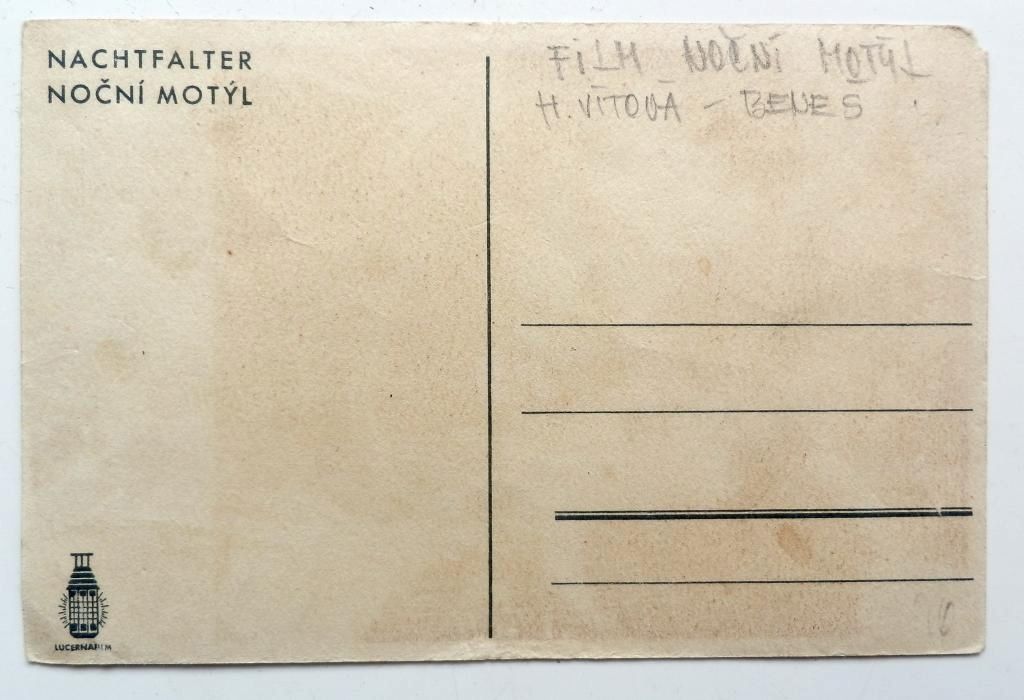 NACHTFALTER
NOČNÍ MOTÝL
FILM NOČNÍ MOTÝL
H. VÍTOVÁ - BENEŠ
LUCERNAFILM